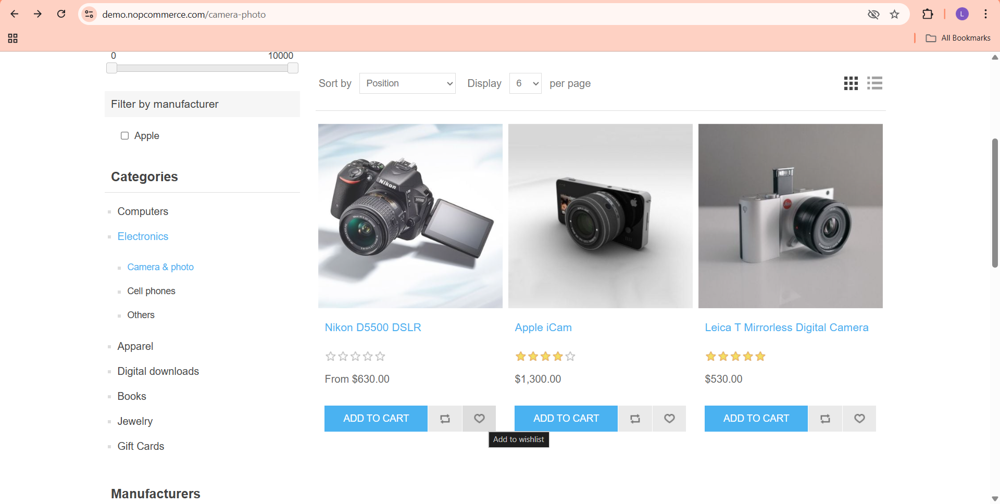 demo.nopcommerce.com/camera-photo
L
All Bookmarks
0 10000
Filter by manufacturer
Apple
Categories
Computers
Electronics
Camera & photo
Cell phones
Others
Apparel
Digital downloads
Books
Jewelry
Gift Cards
Manufacturers
Sort by Position Display 6 per page
Nikon
Nikon D5500 DSLR
From $630.00
ADD TO CART
Add to wishlist
Apple iCam
$1,300.00
ADD TO CART
Leica T Mirrorless Digital Camera
$530.00
ADD TO CART